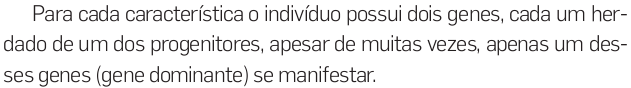 Para cada característica o indivíduo possui dois genes, cada um her-
dado de um dos progenitores, apesar de muitas vezes, apenas um des-
ses genes (gene dominante) se manifestar.